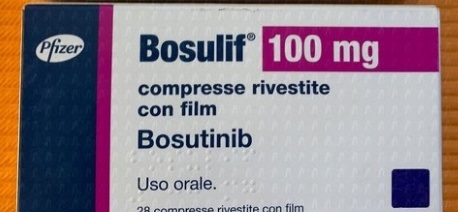 Pfizer
Bosulif® 100 mg
compresse rivestite
con film
Bosutinib
Uso orale.
28 compresse rivestite con film